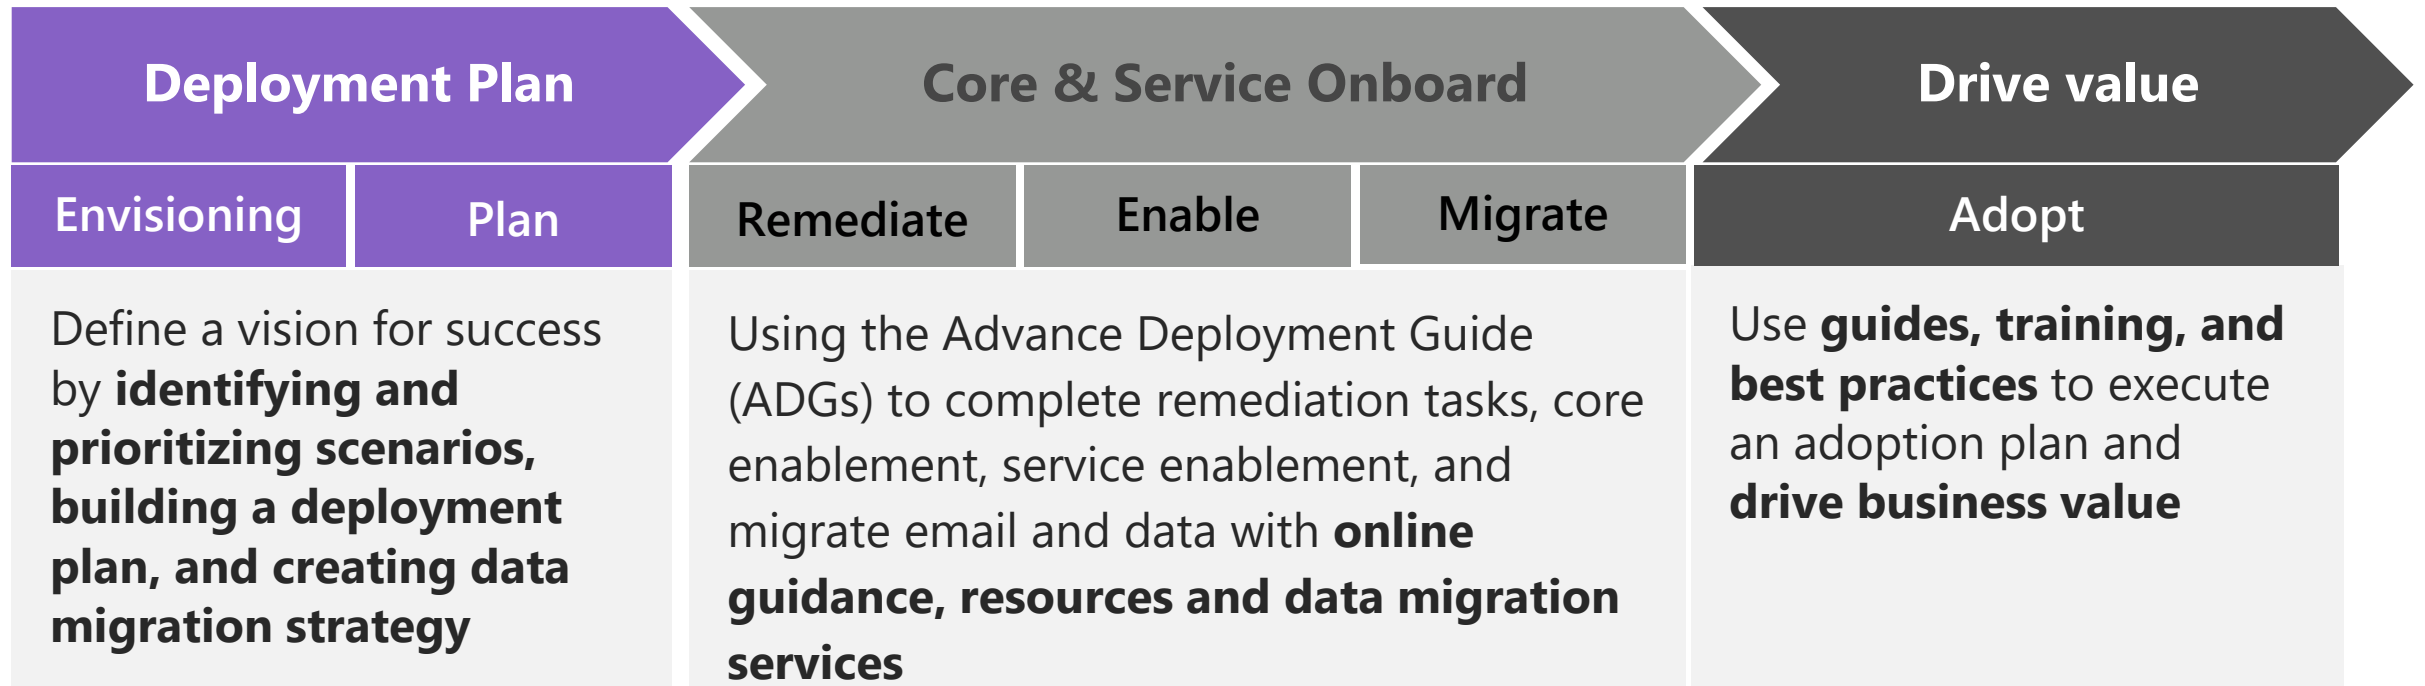 Deployment Plan
Core & Service Onboard
Drive value
Envisioning
Plan
Remediate
Enable
Migrate
Adopt
Define a vision for success
by identifying and
prioritizing scenarios,
building a deployment
plan, and creating data
migration strategy
Using the Advance Deployment Guide
(ADGs) to complete remediation tasks, core
enablement, service enablement, and
migrate email and data with online
guidance, resources and data migration
services
Use guides, training, and
best practices to execute
an adoption plan and
drive business value